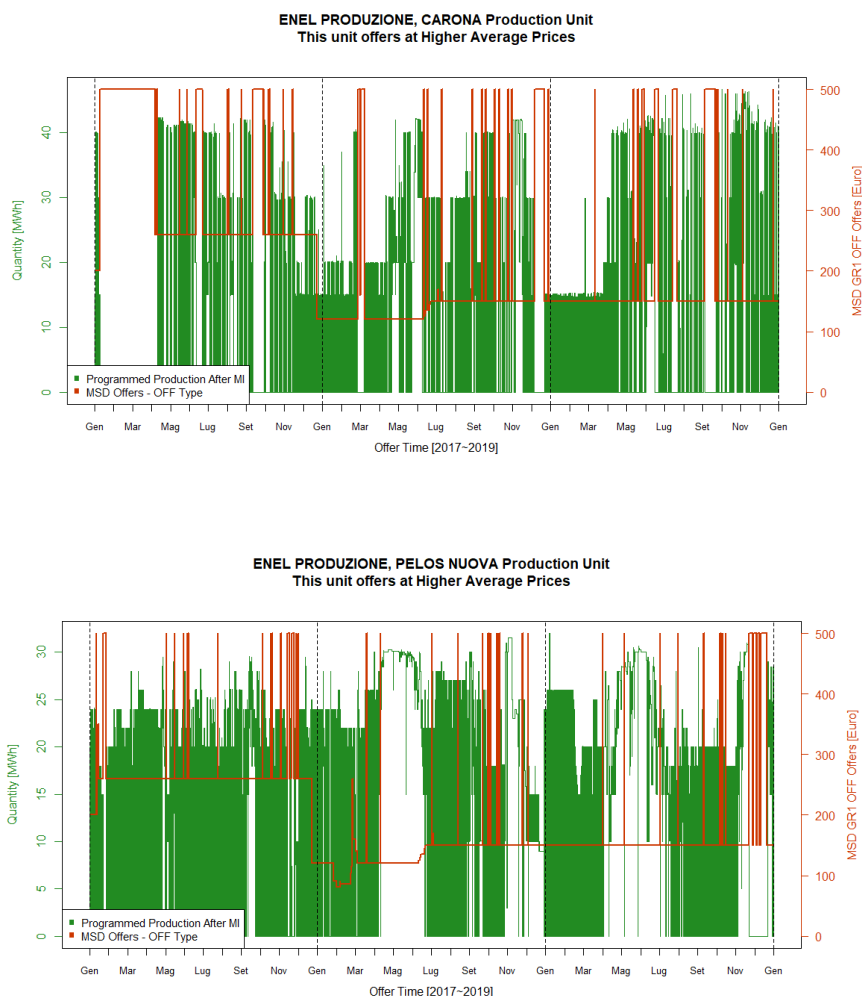 ENEL PRODUZIONE, CARONA Production Unit
This unit offers at Higher Average Prices
Quantity [MWh]
0
10
20
30
40
MSD GR1 OFF Offers [Euro]
0
100
200
300
400
500
Programmed Production After MI
MSD Offers - OFF Type
Gen Mar Mag Lug Set Nov Gen Mar Mag Lug Set Nov Gen Mag Lug Set Nov Gen
Offer Time [2017~2019]
ENEL PRODUZIONE, PELOS NUOVA Production Unit
This unit offers at Higher Average Prices
Quantity [MWh]
0
5
10
15
20
25
30
MSD GR1 OFF Offers [Euro]
0
100
200
300
400
500
Programmed Production After MI
MSD Offers - OFF Type
Gen Mar Mag Lug Set Nov Gen Mar Mag Lug Set Nov Gen Mar Mag Lug Set Nov Gen
Offer Time [2017~2019]